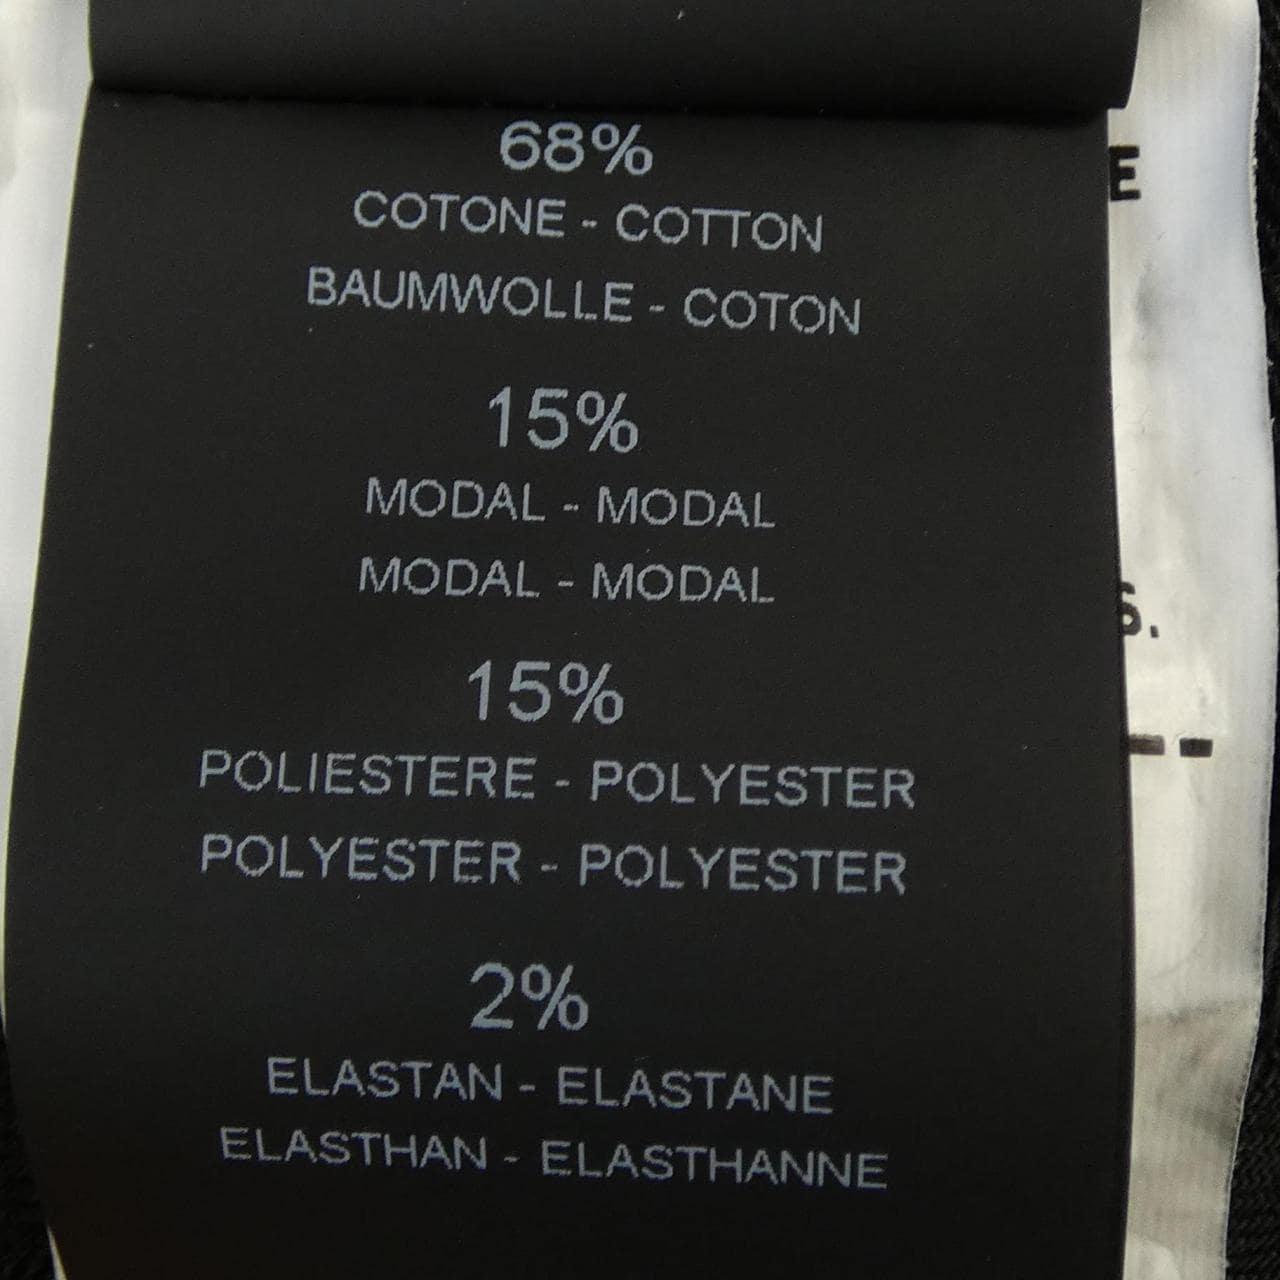 68%
COTONE - COTTON
BAUMWOLLE - COTON
15%
MODAL - MODAL
MODAL - MODAL
15%
POLIESTERE - POLYESTER
POLYESTER - POLYESTER
2%
ELASTAN - ELASTANE
ELASTHAN - ELASTHANNE